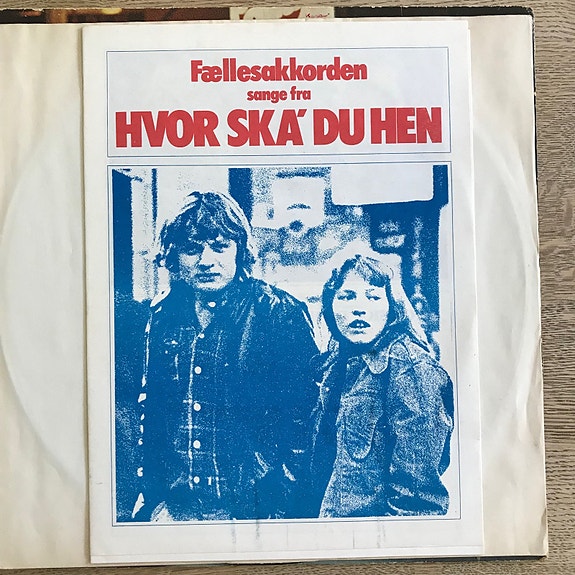 Fællesakkorden
sange fra
HVOR SKA' DU HEN